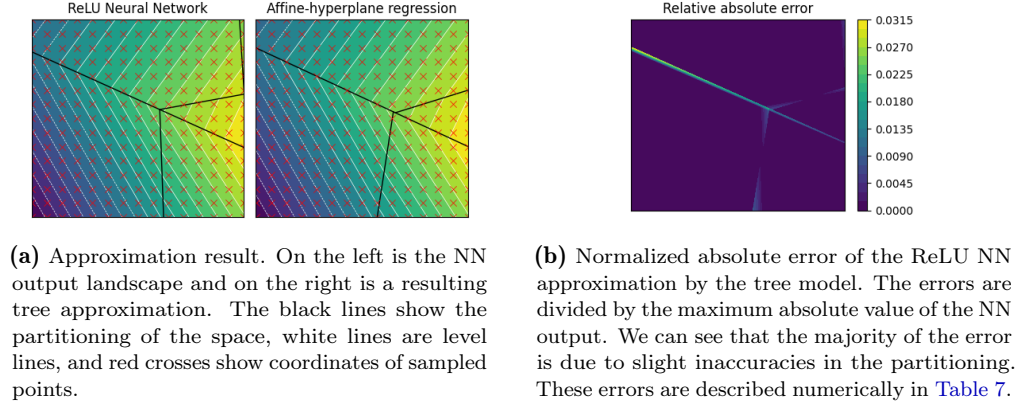 ReLU Neural Network
Affine-hyperplane regression
Relative absolute error
0.0315
0.0270
0.0225
0.0180
0.0135
0.0090
0.0045
0.0000
(a) Approximation result. On the left is the NN
output landscape and on the right is a resulting
tree approximation. The black lines show the
partitioning of the space, white lines are level
lines, and red crosses show coordinates of sampled
points.
(b) Normalized absolute error of the ReLU NN
approximation by the tree model. The errors are
divided by the maximum absolute value of the NN
output. We can see that the majority of the error
is due to slight inaccuracies in the partitioning.
These errors are described numerically in Table 7.